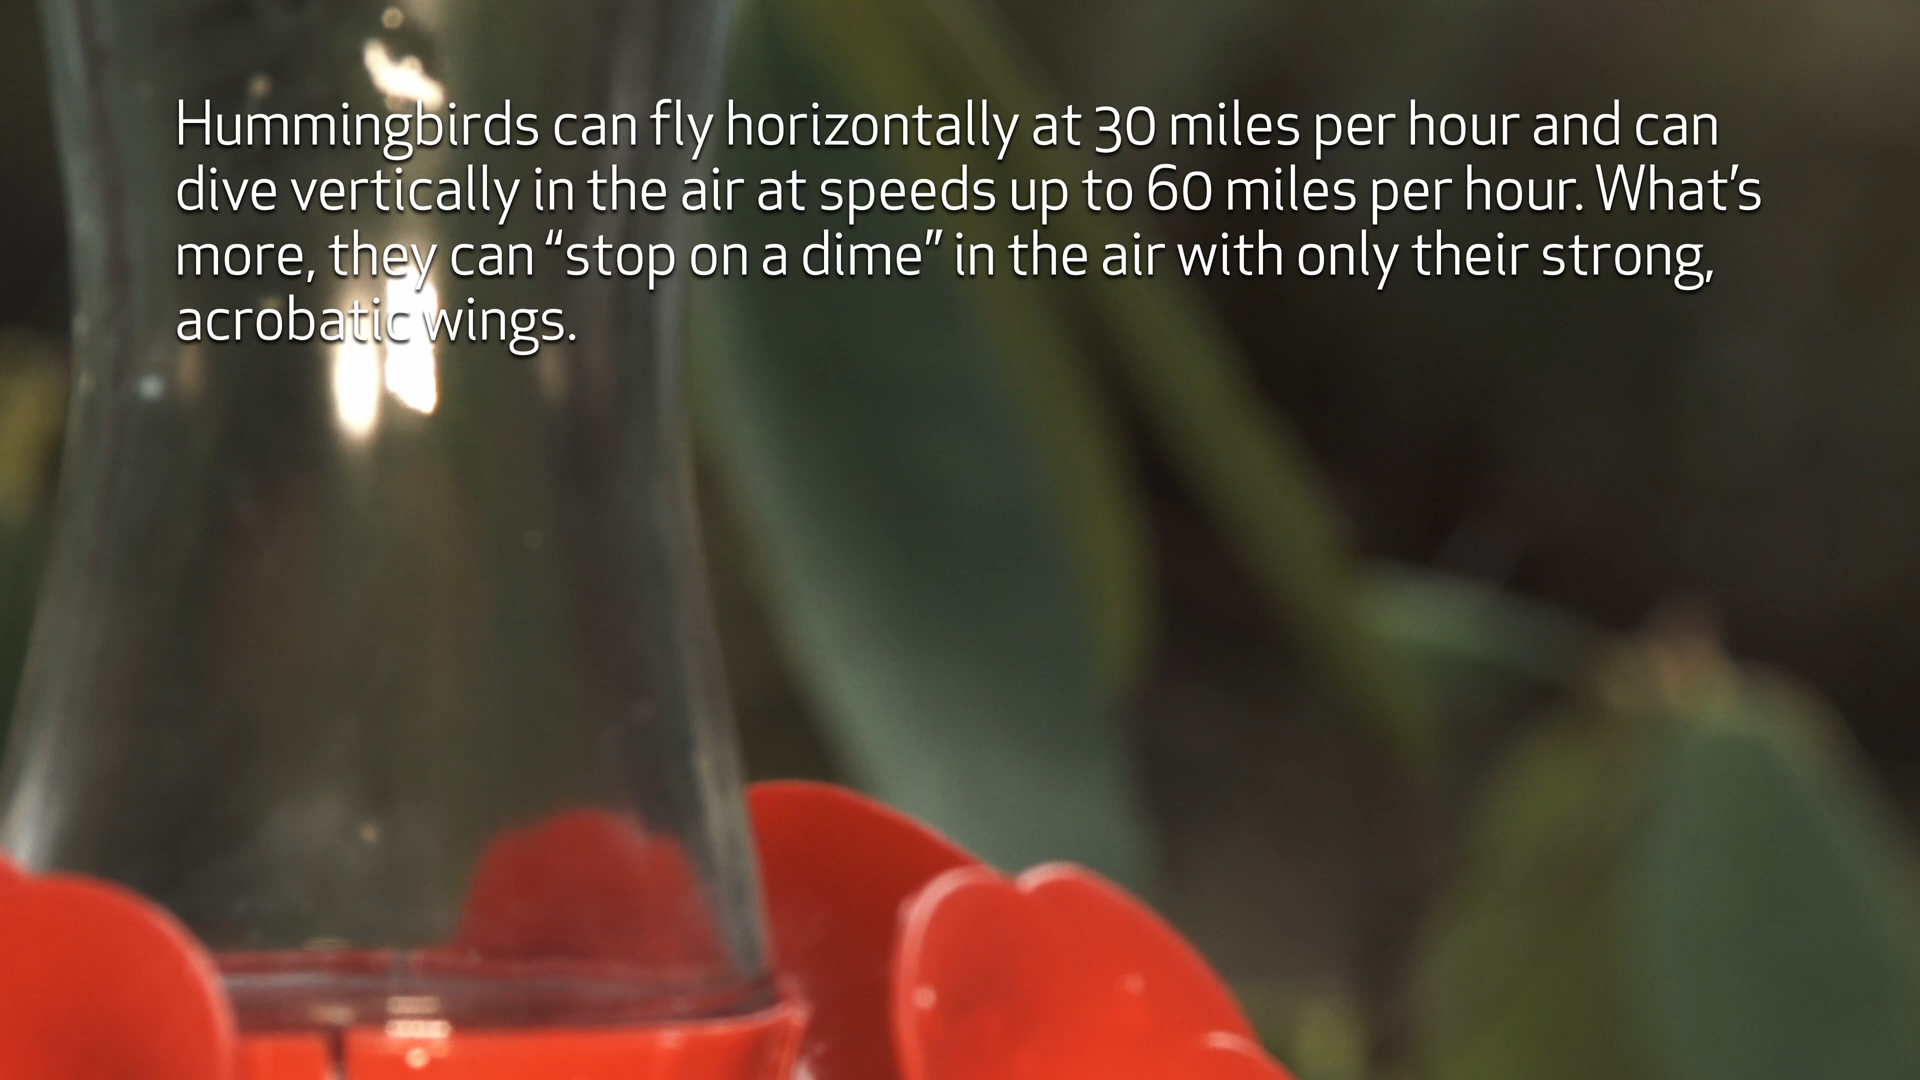 Hummingbirds can fly horizontally at 30 miles per hour and can
dive vertically in the air at speeds up to 60 miles per hour. What’s
more, they can “stop on a dime” in the air with only their strong,
acrobatic wings.